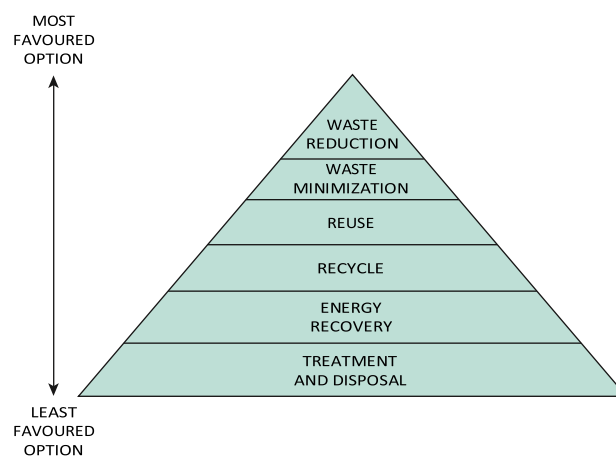 MOST
FAVOURED
OPTION
WASTE
REDUCTION
WASTE
MINIMIZATION
REUSE
RECYCLE
ENERGY
RECOVERY
TREATMENT
AND DISPOSAL
LEAST
FAVOURED
OPTION